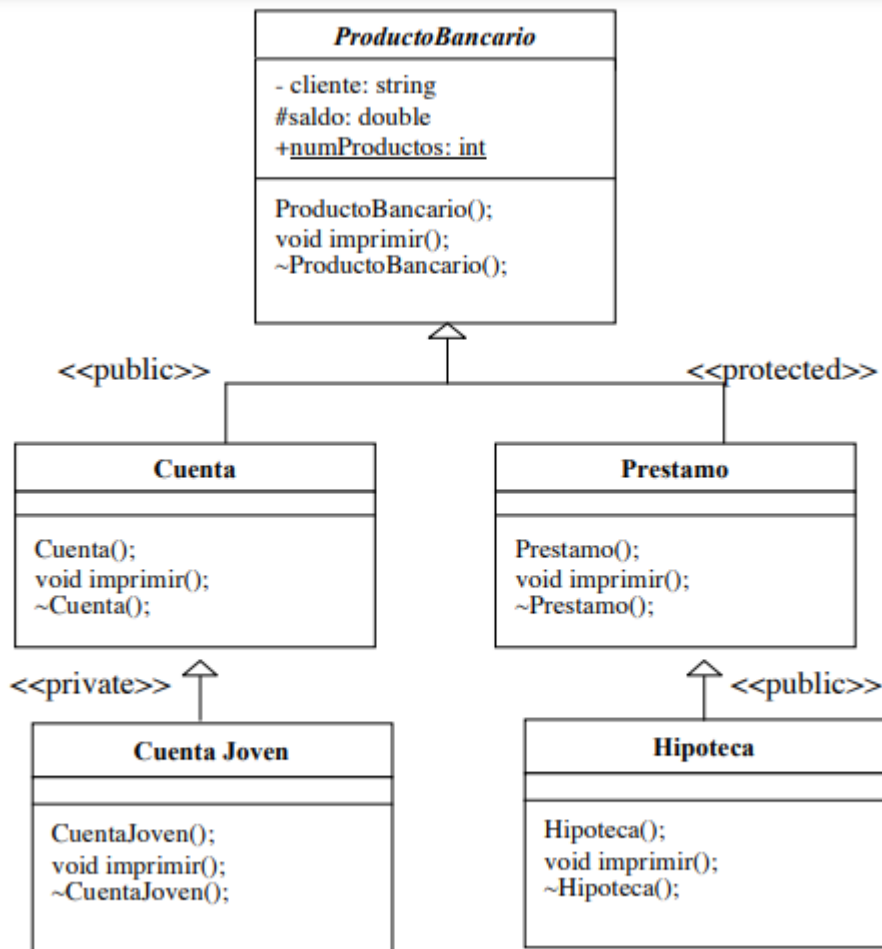 ProductoBancario
- cliente: string
#saldo: double
+numProductos: int
ProductoBancario();
void imprimir();
~ProductoBancario();
<<public>>
<<protected>>
Cuenta
Cuenta();
void imprimir();
~Cuenta();
Prestamo
Prestamo();
void imprimir();
~Prestamo();
<<private>>
<<public>>
Cuenta Joven
CuentaJoven();
void imprimir();
~CuentaJoven();
Hipoteca
Hipoteca();
void imprimir();
~Hipoteca();